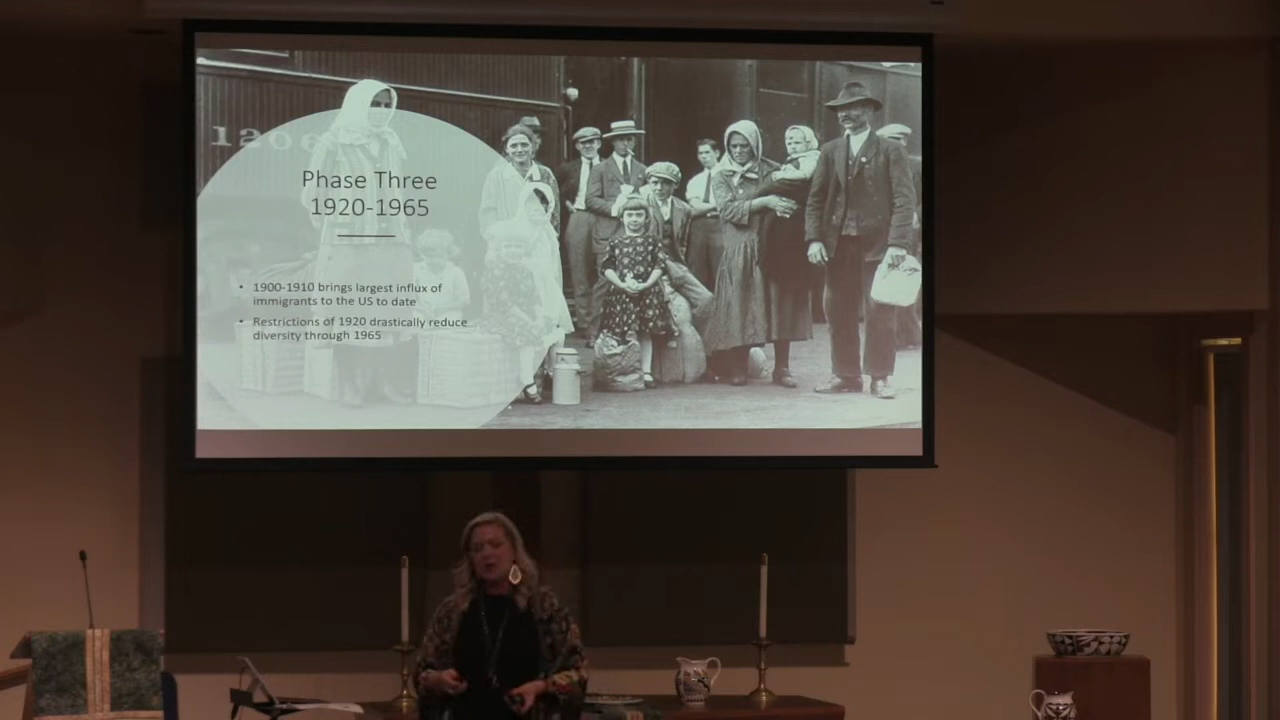 1206
Phase Three
1920-1965
• 1900-1910 brings largest influx of
immigrants to the US to date
• Restrictions of 1920 drastically reduce
diversity through 1965